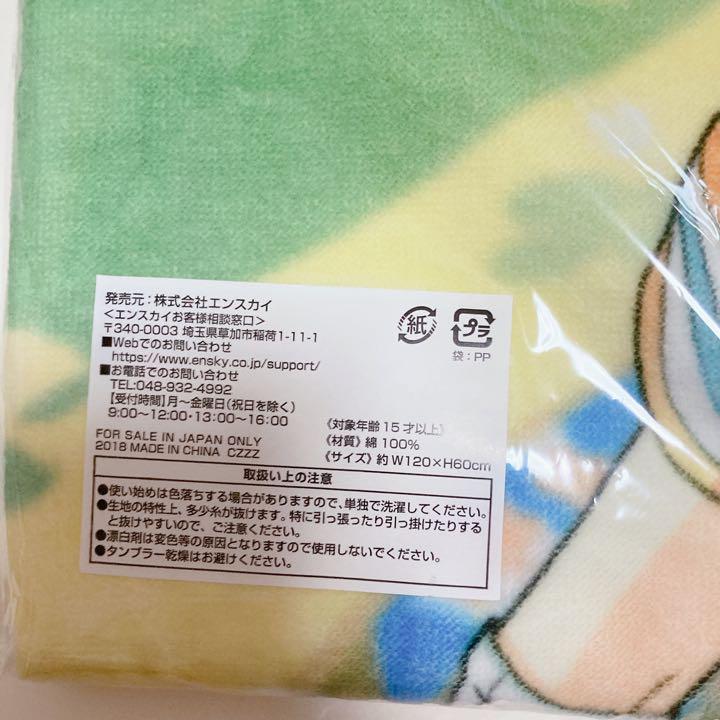 発売元：株式会社エンスカイ
<エンスカイお客様相談窓口>
〒340-0003 埼玉県草加市稲荷1-11-1
■Webでのお問い合わせ
https://www.ensky.co.jp/support/
■お電話でのお問い合わせ
TEL:048-932-4992
【受付時間】月～金曜日(祝日を除く)
9:00～12:00・13:00～16:00
FOR SALE IN JAPAN ONLY
2018 MADE IN CHINA CZZZ
紙
プラ
袋：PP
《対象年齢 15才以上》
《材質》綿 100%
《サイズ》約 W120×H60cm
取扱い上の注意
●使い始めは色落ちする場合がありますので、単独で洗濯してください。
●生地の特性上、多少糸が抜けます。特に引っ張ったり引っ掛けたりする
と抜けやすいので、ご注意ください。
●漂白剤は変色等の原因となりますので使用しないでください。
●タンブラー乾燥はお避けください。